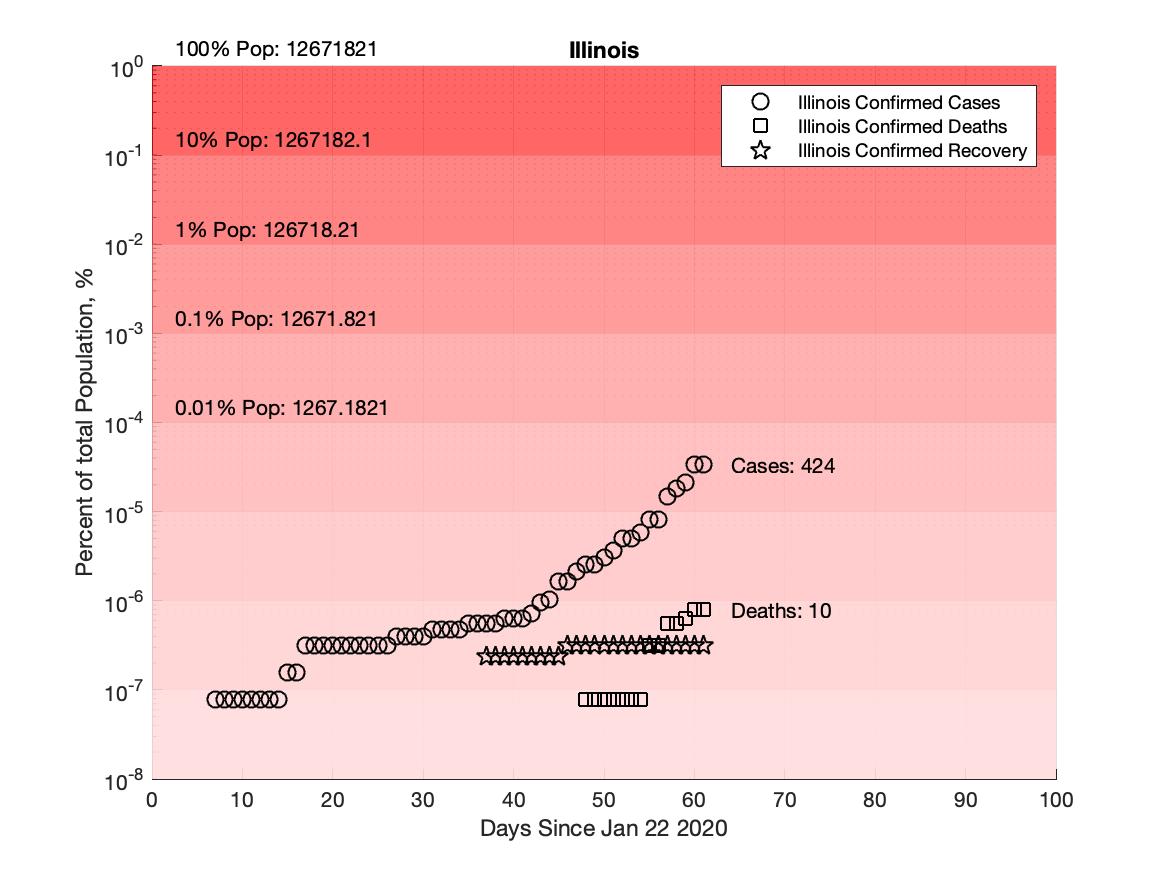 100% Pop: 12671821
Illinois
10^0
Illinois Confirmed Cases
Illinois Confirmed Deaths
Illinois Confirmed Recovery
10% Pop: 1267182.1
10^-1
1% Pop: 126718.21
10^-2
0.1% Pop: 12671.821
10^-3
0.01% Pop: 1267.1821
10^-4
Cases: 424
10^-5
10^-6
Deaths: 10
10^-7
10^-8
Percent of total Population, %
0 10 20 30 40 50 60 70 80 90 100
Days Since Jan 22 2020